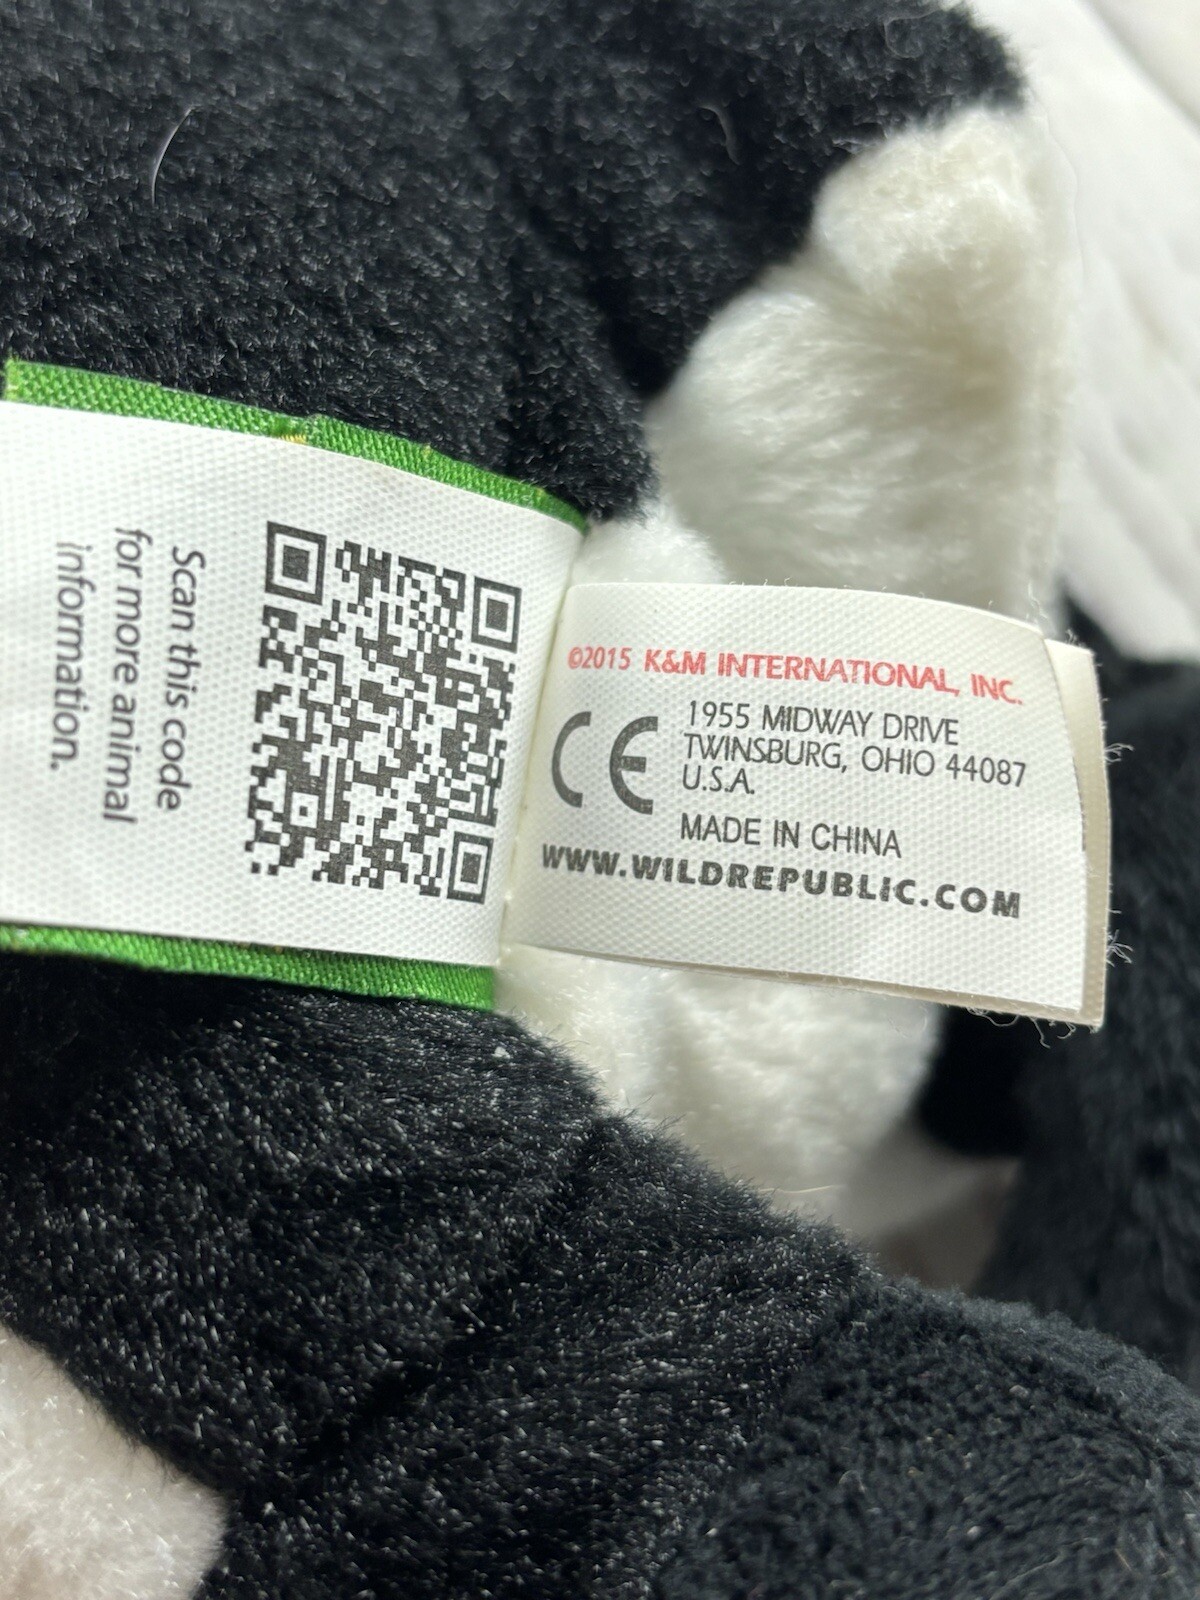 Scan this code
for more animal
information.
©2015 K&M INTERNATIONAL, INC.
CE
1955 MIDWAY DRIVE
TWINSBURG, OHIO 44087
U.S.A.
MADE IN CHINA
WWW.WILDREPUBLIC.COM